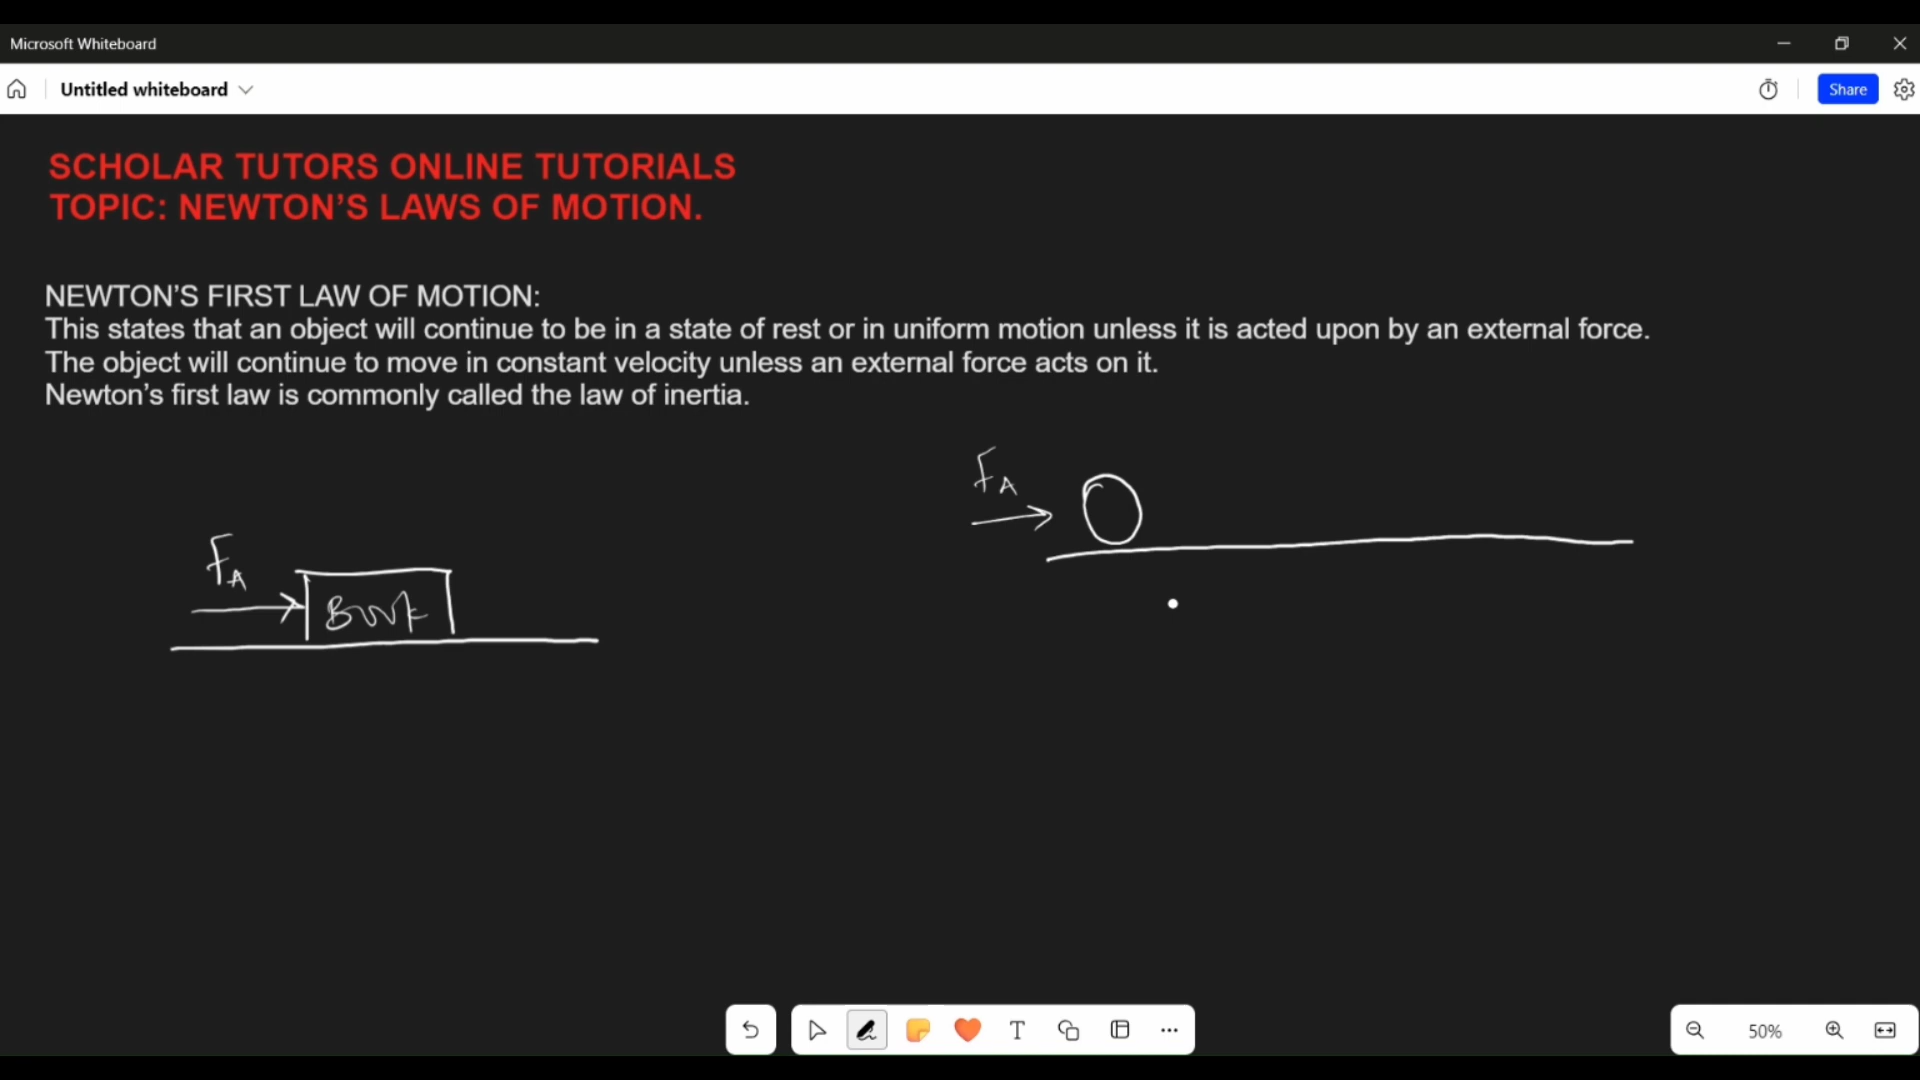 Microsoft Whiteboard
Untitled whiteboard
Share
SCHOLAR TUTORS ONLINE TUTORIALS
TOPIC: NEWTON’S LAWS OF MOTION.
NEWTON’S FIRST LAW OF MOTION:
This states that an object will continue to be in a state of rest or in uniform motion unless it is acted upon by an external force.
The object will continue to move in constant velocity unless an external force acts on it.
Newton’s first law is commonly called the law of inertia.
FA
FA
Book
50%